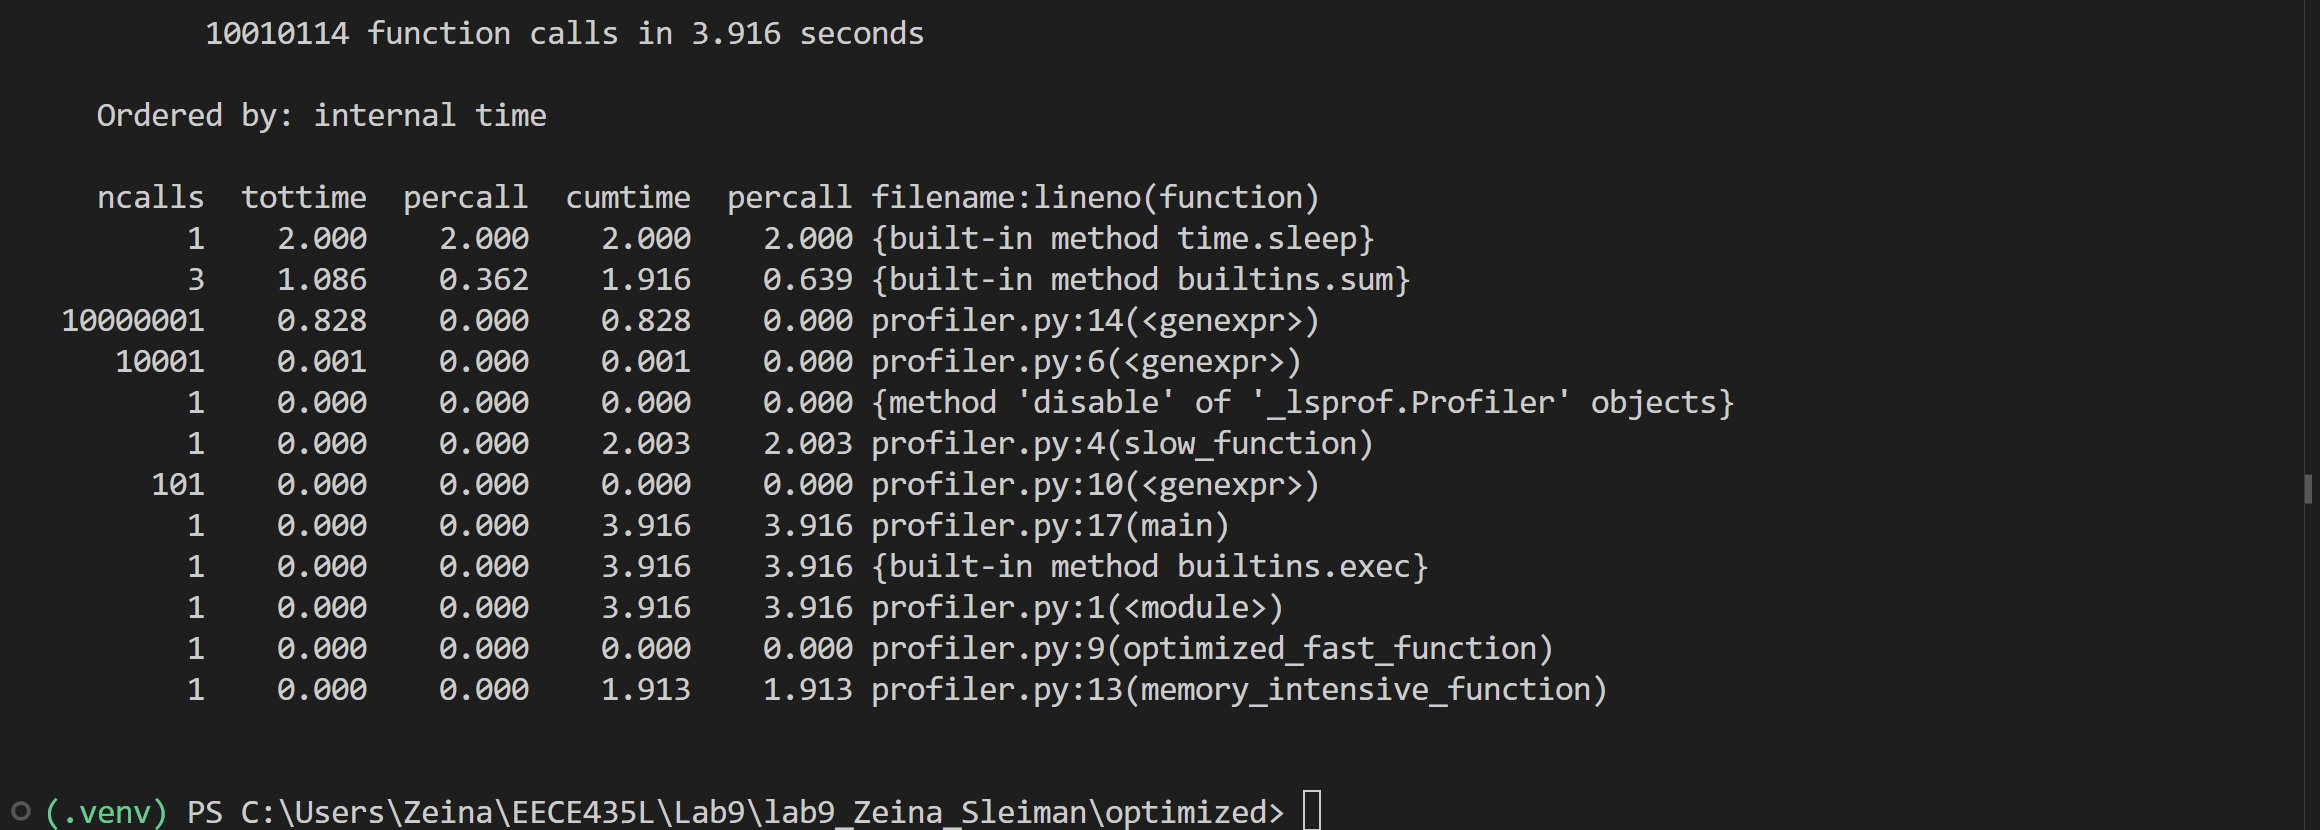 10010114 function calls in 3.916 seconds
Ordered by: internal time
ncalls  tottime  percall  cumtime  percall filename:lineno(function)
1    2.000    2.000    2.000    2.000 {built-in method time.sleep}
3    1.086    0.362    1.916    0.639 {built-in method builtins.sum}
10000001    0.828    0.000    0.828    0.000 profiler.py:14(<genexpr>)
10001    0.001    0.000    0.001    0.000 profiler.py:6(<genexpr>)
1    0.000    0.000    0.000    0.000 {method 'disable' of '_lsprof.Profiler' objects}
1    0.000    0.000    2.003    2.003 profiler.py:4(slow_function)
101    0.000    0.000    0.000    0.000 profiler.py:10(<genexpr>)
1    0.000    0.000    3.916    3.916 profiler.py:17(main)
1    0.000    0.000    3.916    3.916 {built-in method builtins.exec}
1    0.000    0.000    3.916    3.916 profiler.py:1(<module>)
1    0.000    0.000    0.000    0.000 profiler.py:9(optimized_fast_function)
1    0.000    0.000    1.913    1.913 profiler.py:13(memory_intensive_function)
(.venv) PS C:\Users\Zeina\EECE435L\Lab9\lab9_Zeina_Sleiman\optimized>